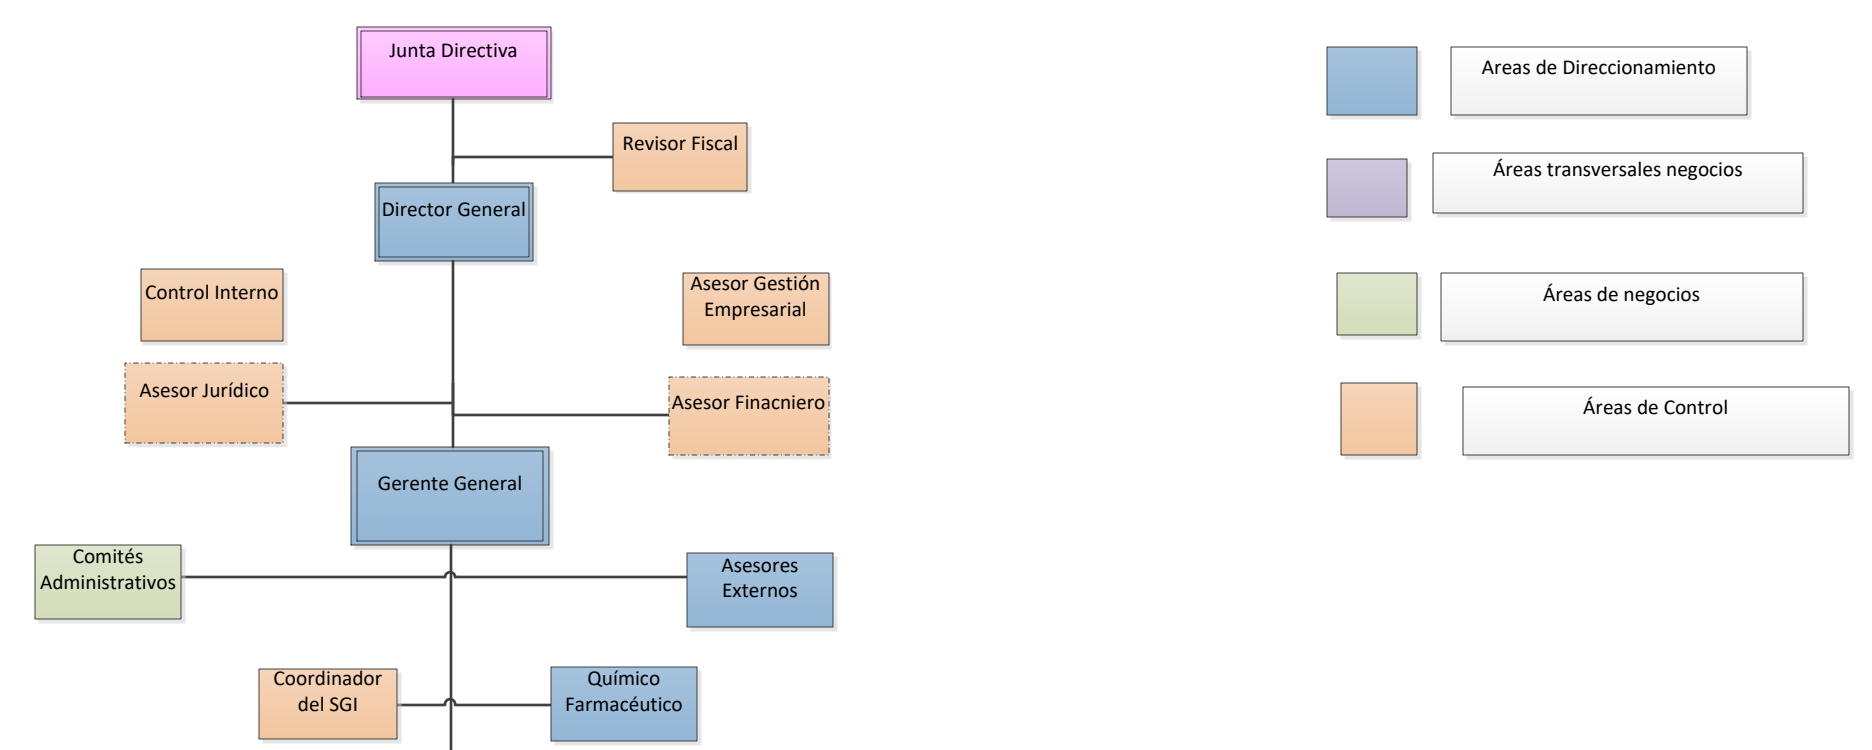 Junta Directiva
Revisor Fiscal
Director General
Control Interno
Asesor Gestión
Empresarial
Asesor Jurídico
Asesor Finacniero
Gerente General
Comités
Administrativos
Asesores
Externos
Coordinador
del SGI
Químico
Farmacéutico
Areas de Direccionamiento
Áreas transversales negocios
Áreas de negocios
Áreas de Control